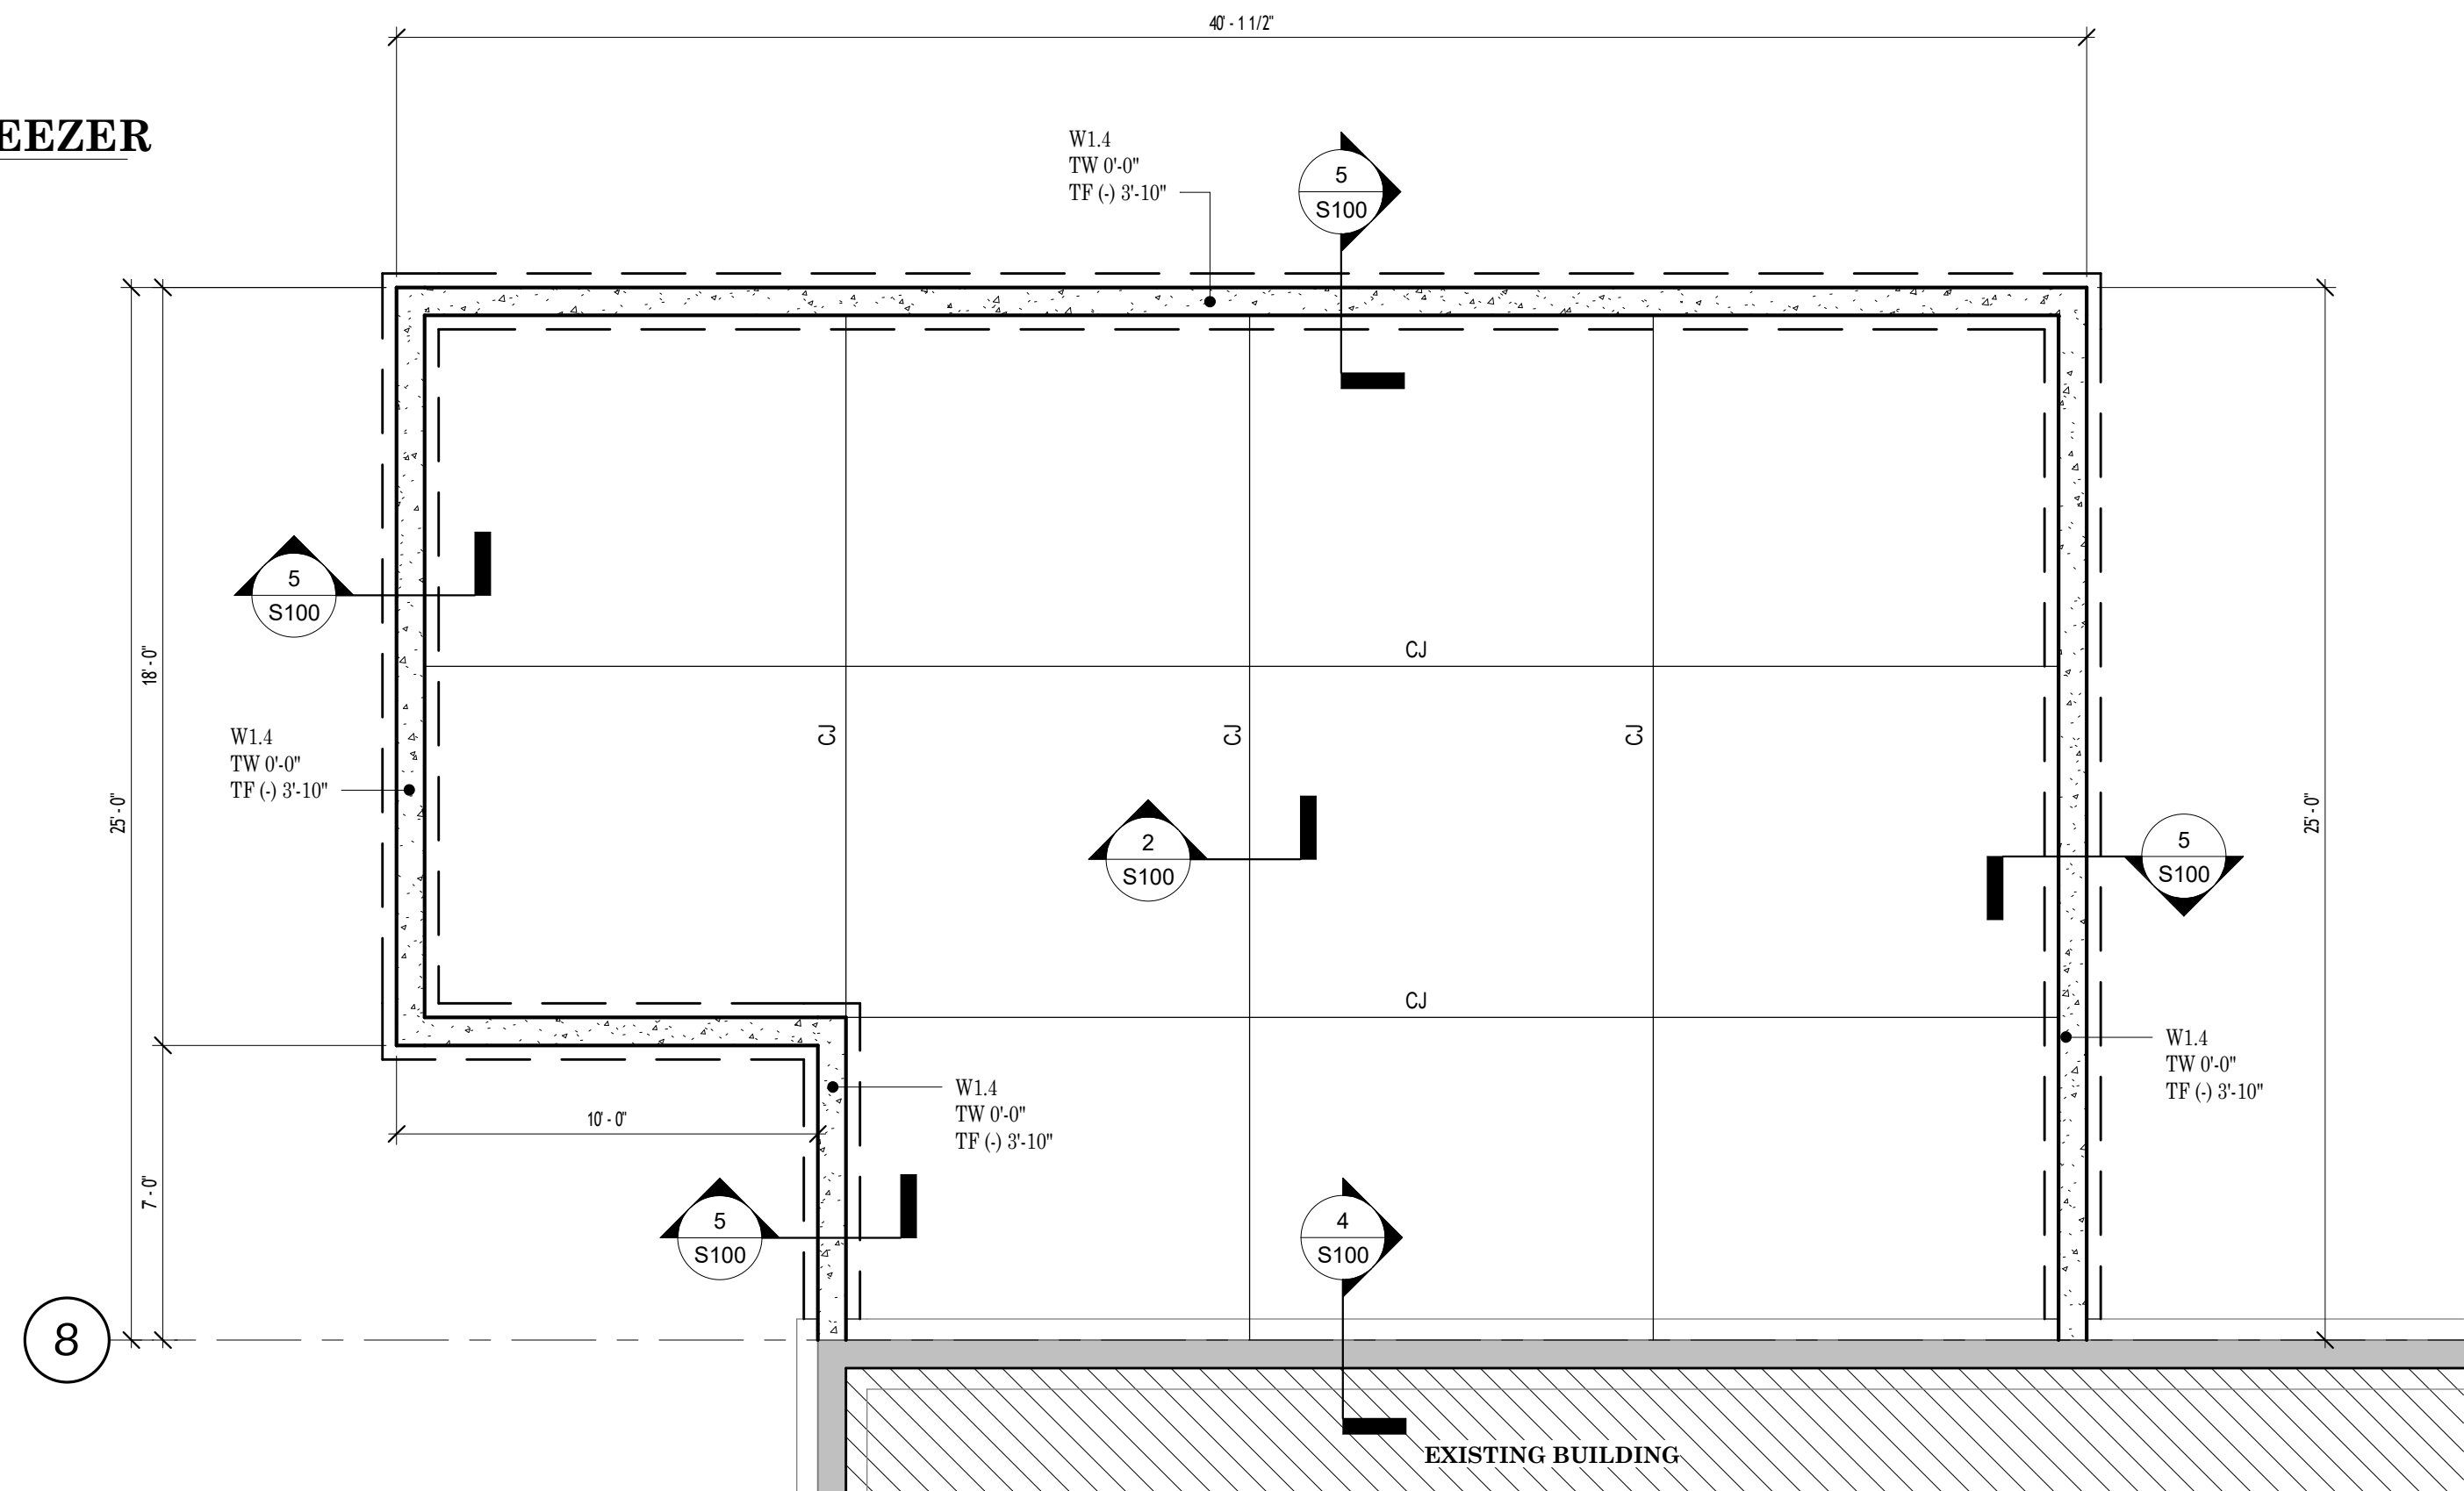 40' - 1 1/2"
EEZER
W1.4
TW 0'-0"
TF (-) 3'-10"
5
S100
5
S100
18' - 0"
CJ
CJ
CJ
CJ
W1.4
TW 0'-0"
TF (-) 3'-10"
25' - 0"
25' - 0"
2
S100
5
S100
CJ
W1.4
TW 0'-0"
TF (-) 3'-10"
W1.4
TW 0'-0"
TF (-) 3'-10"
10' - 0"
7' - 0"
5
S100
4
S100
8
EXISTING BUILDING